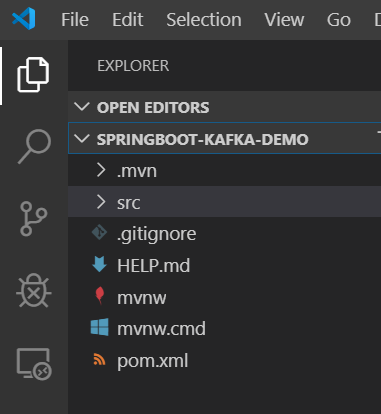 File Edit Selection View Go
EXPLORER
OPEN EDITORS
SPRINGBOOT-KAFKA-DEMO
.mvn
src
.gitignore
HELP.md
mvnw
mvnw.cmd
pom.xml